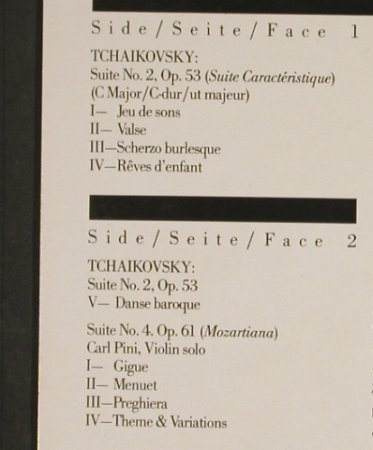 Side/Seite/Face 1
TCHAIKOVSKY:
Suite No. 2, Op. 53 (Suite Caractéristique)
(C Major/C-dur/ut majeur)
I— Jeu de sons
II— Valse
III—Scherzo burlesque
IV—Rêves d'enfant
Side/Seite/Face 2
TCHAIKOVSKY:
Suite No. 2, Op. 53
V— Danse baroque
Suite No. 4. Op. 61 (Mozartiana)
Carl Pini, Violin solo
I— Gigue
II— Menuet
III—Preghiera
IV—Theme & Variations